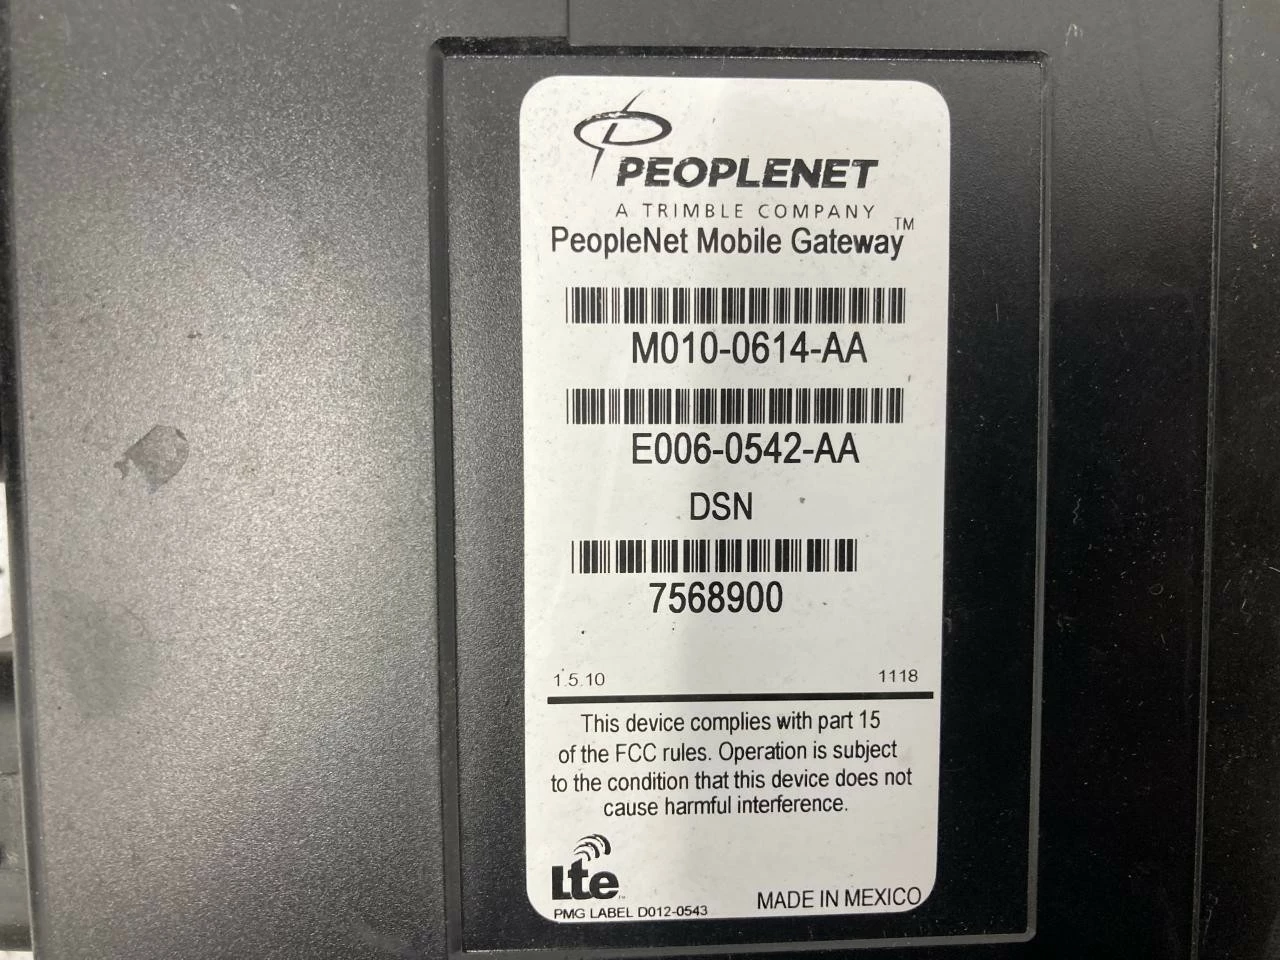 PEOPLENET
A TRIMBLE COMPANY
PeopleNet Mobile Gateway™
M010-0614-AA
E006-0542-AA
DSN
7568900
1.5.10 1118
This device complies with part 15
of the FCC rules. Operation is subject
to the condition that this device does not
cause harmful interference.
Lte
PMG LABEL D012-0543 MADE IN MEXICO